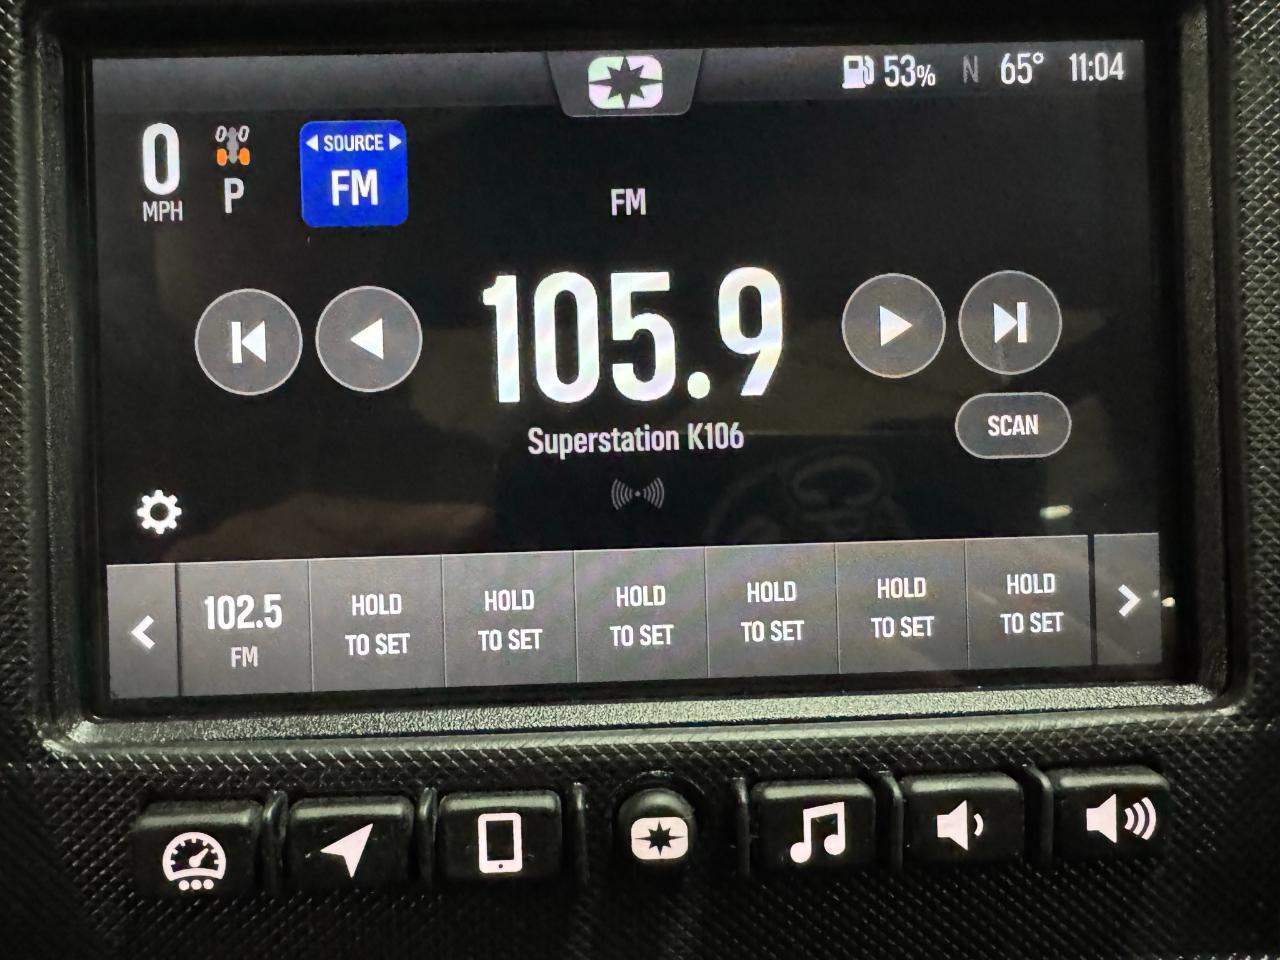 53% N 65° 11:04
0
MPH
P
SOURCE
FM
FM
105.9
Superstation K106
SCAN
102.5
FM
HOLD
TO SET
HOLD
TO SET
HOLD
TO SET
HOLD
TO SET
HOLD
TO SET
HOLD
TO SET